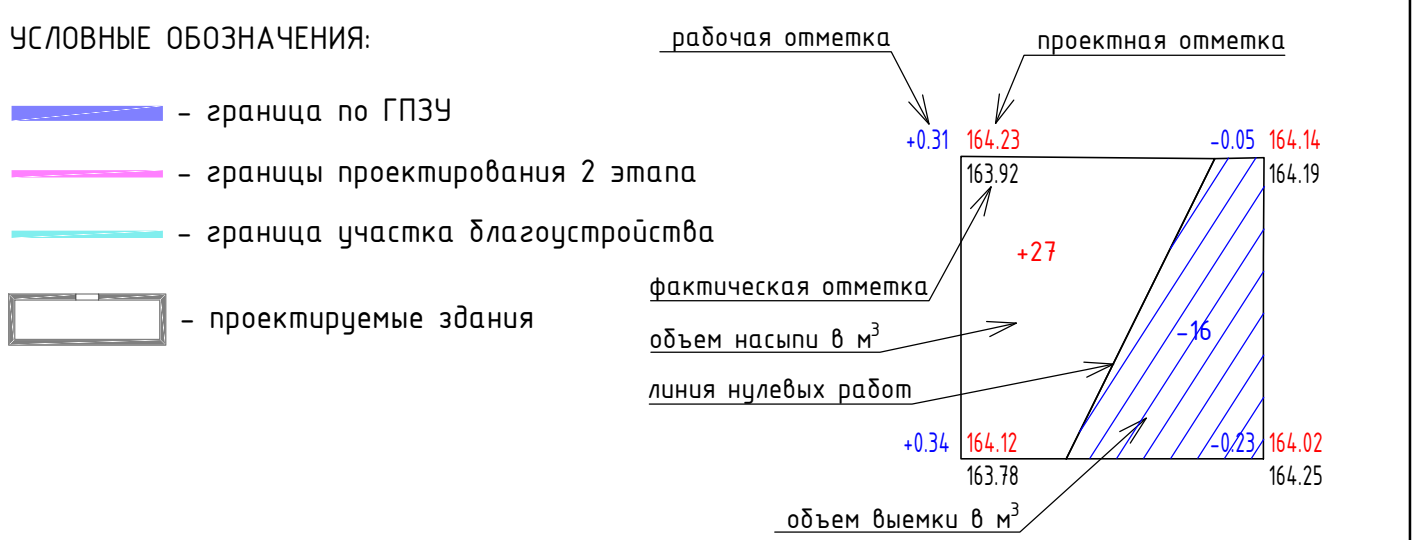 УСЛОВНЫЕ ОБОЗНАЧЕНИЯ:
- граница по ГПЗУ
- границы проектирования 2 этапа
- граница участка благоустройства
- проектируемые здания
рабочая отметка
проектная отметка
+0.31 164.23
-0.05 164.14
163.92
164.19
+27
фактическая отметка
объем насыпи в м³
-16
линия нулевых работ
+0.34 164.12
-0.23 164.02
163.78
164.25
объем выемки в м³